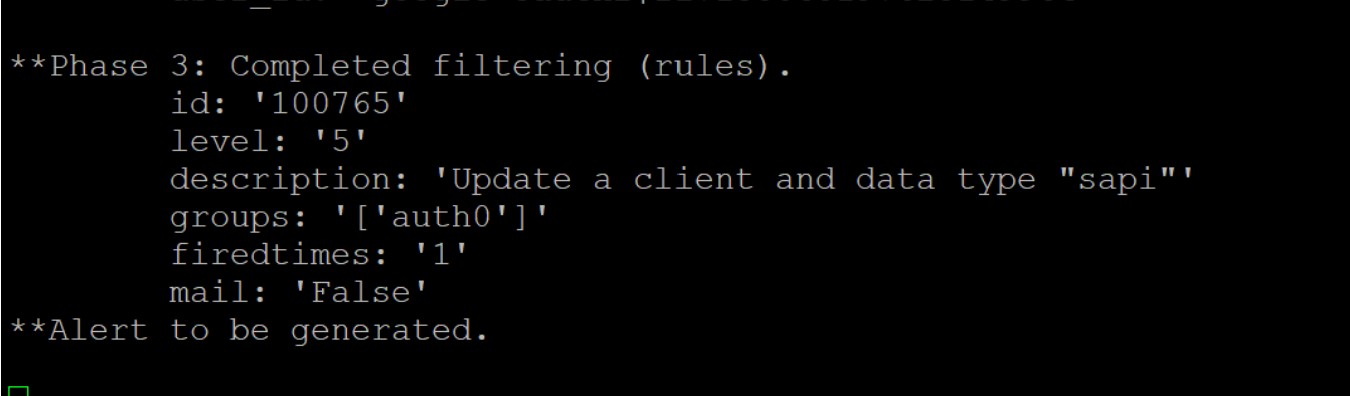 **Phase 3: Completed filtering (rules).
id: '100765'
level: '5'
description: 'Update a client and data type "sapi"'
groups: '['auth0']'
firedtimes: '1'
mail: 'False'
**Alert to be generated.